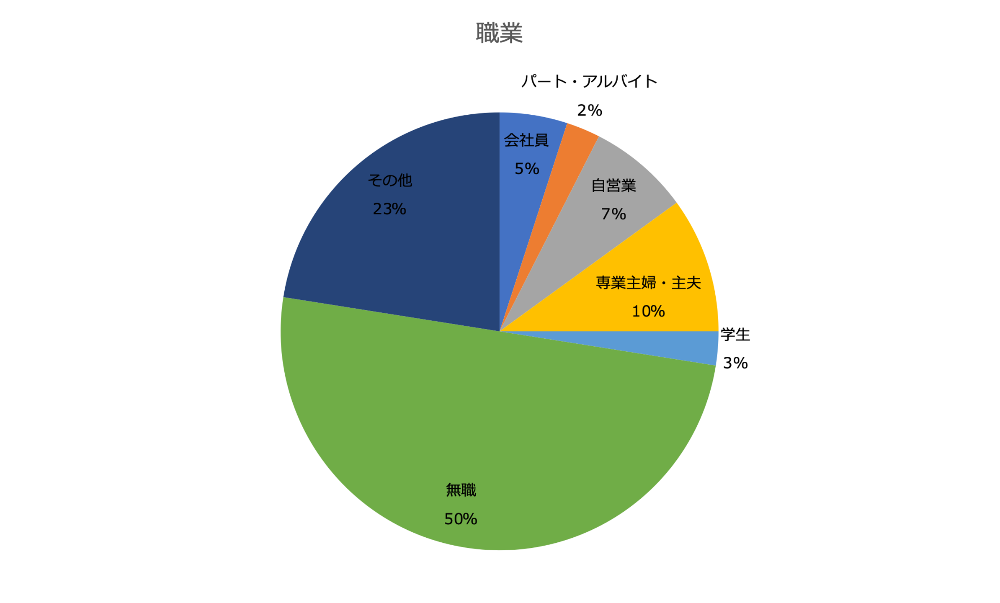 職業
パート・アルバイト
2%
会社員
5%
自営業
7%
専業主婦・主夫
10%
学生
3%
無職
50%
その他
23%